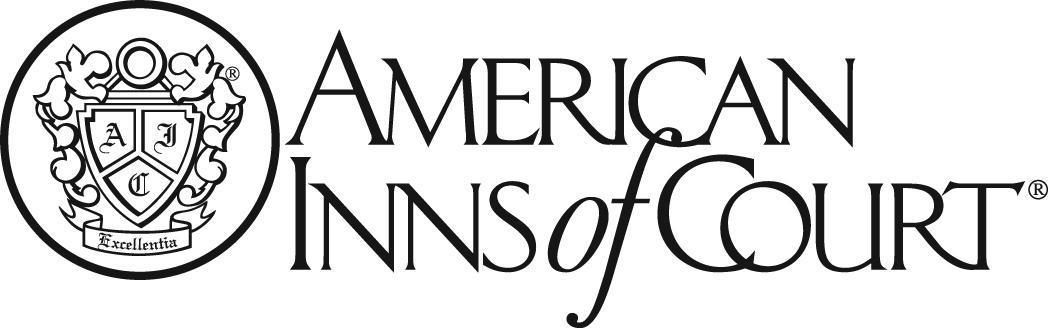 A I
C
Excellentia
®
AMERICAN
INNS of COURT®